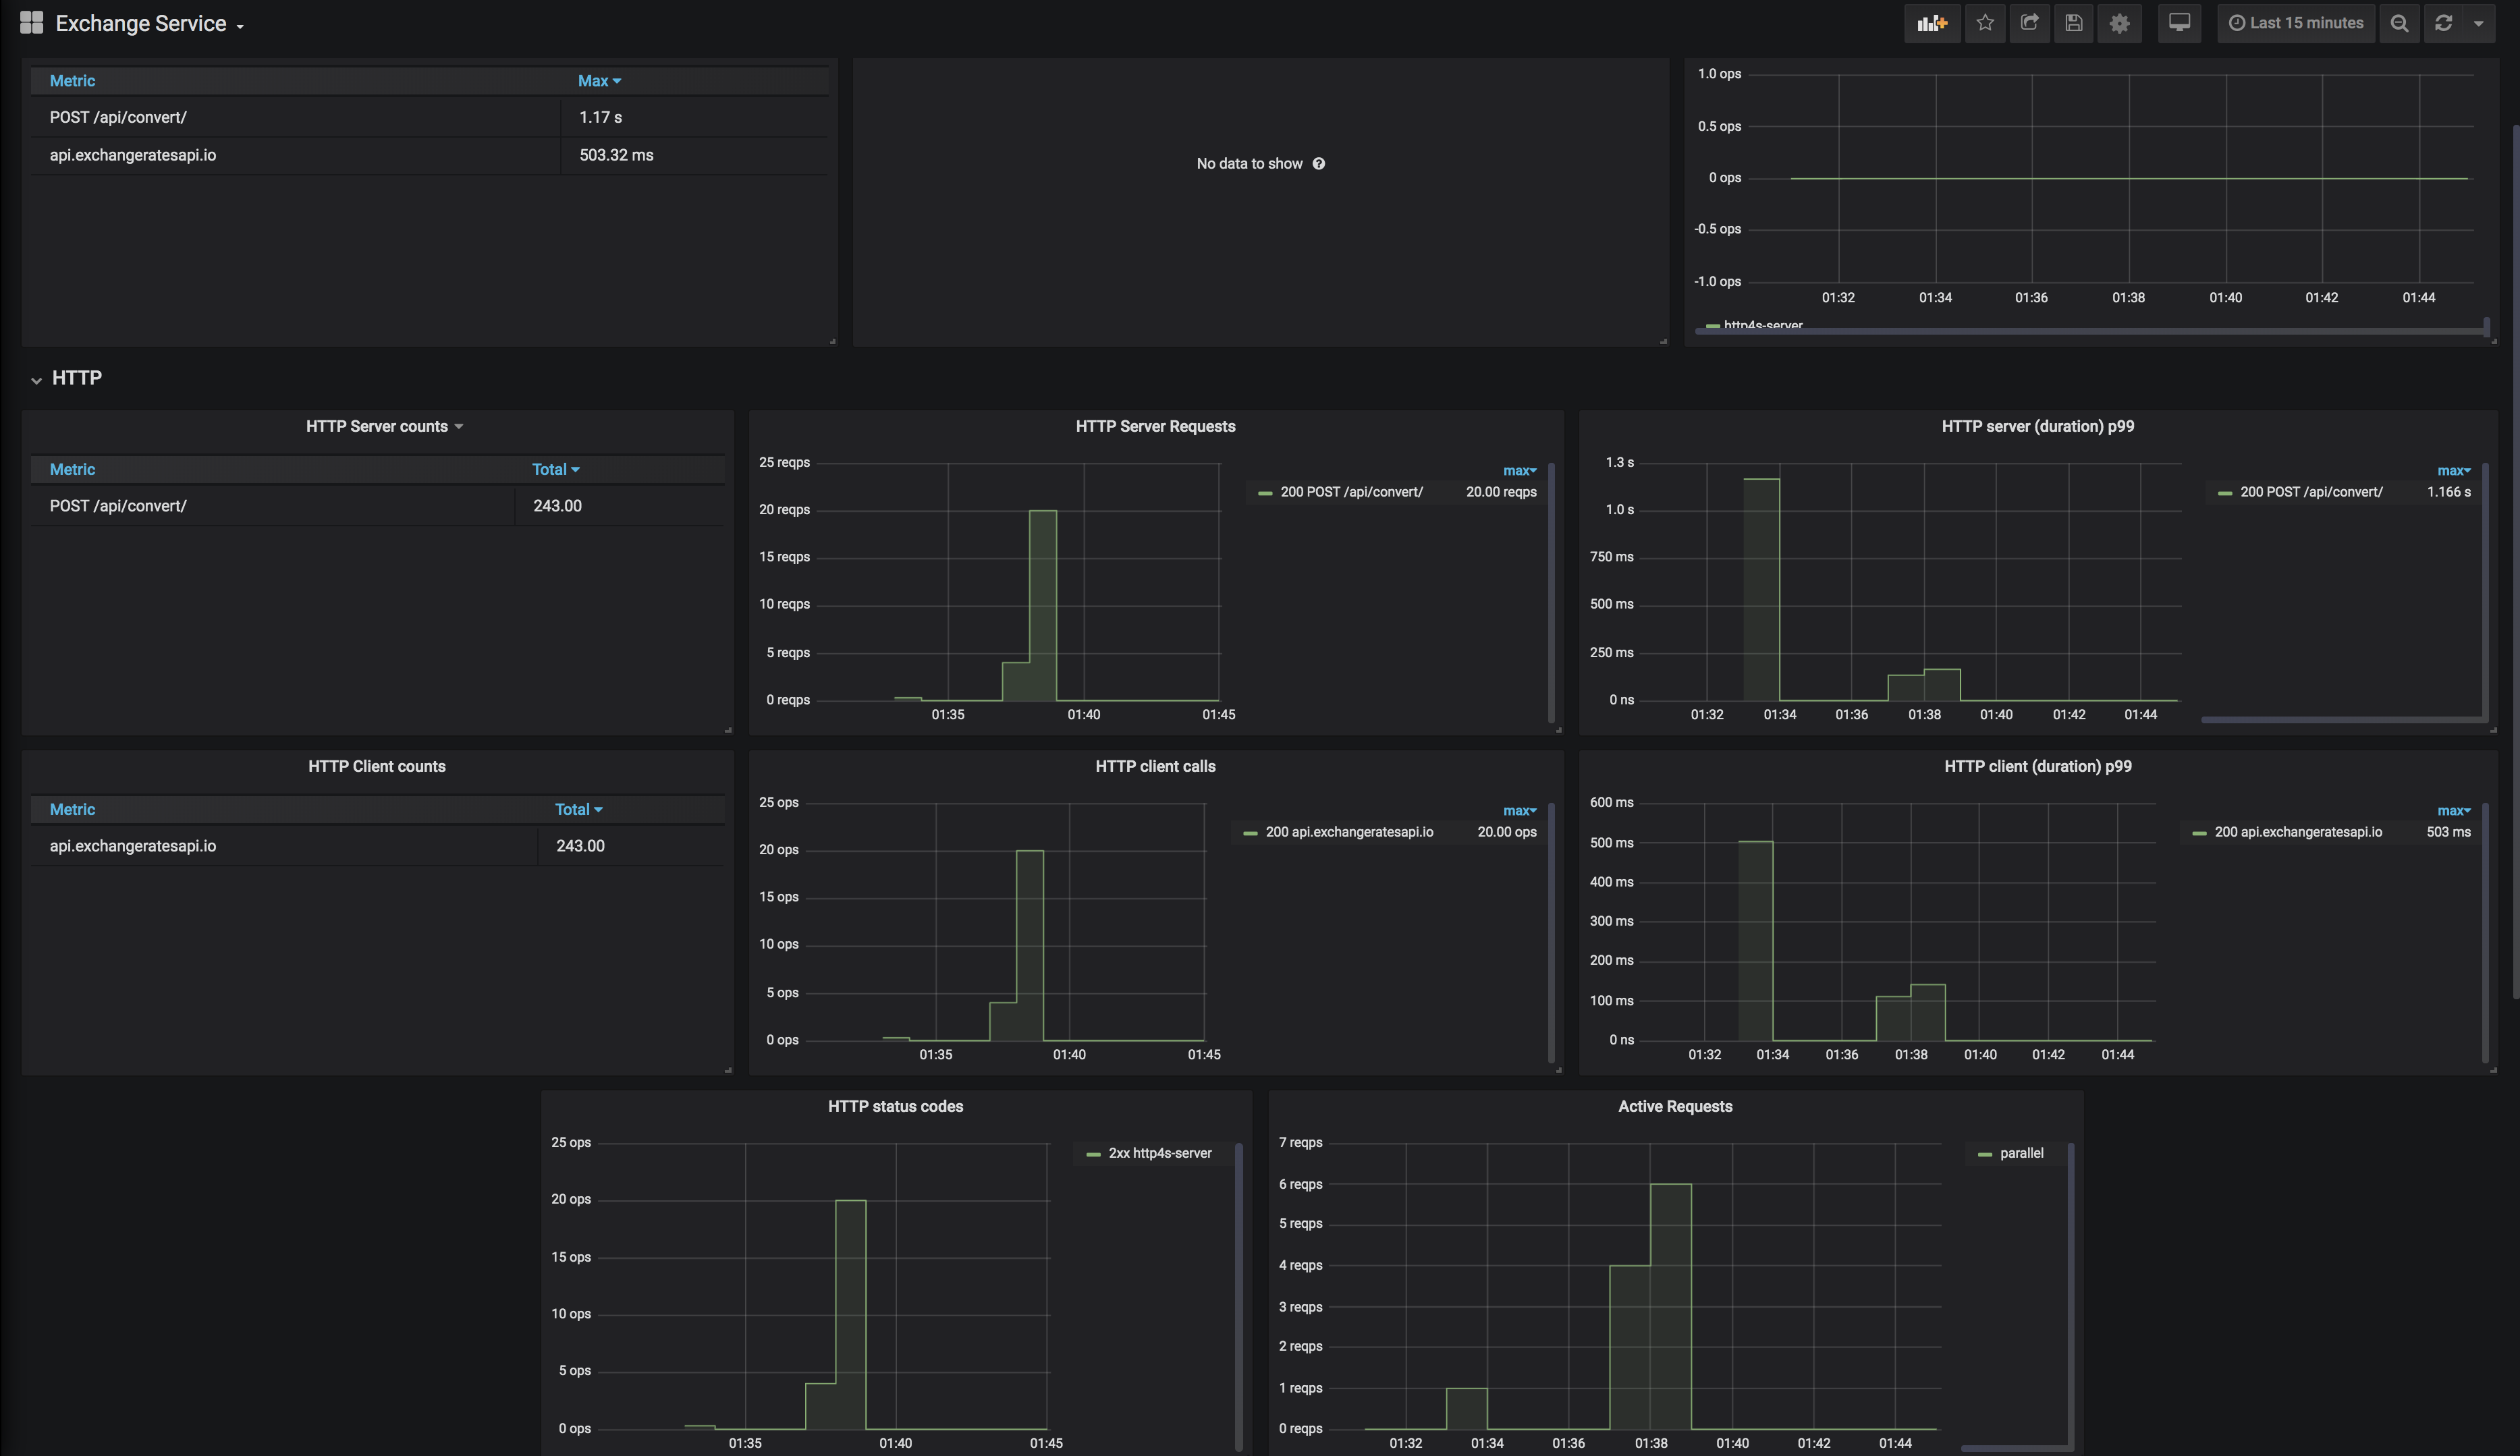 Exchange Service
Last 15 minutes
Metric Max
POST /api/convert/ 1.17 s
api.exchangeratesapi.io 503.32 ms
No data to show
1.0 ops
0.5 ops
0 ops
-0.5 ops
-1.0 ops
01:32 01:34 01:36 01:38 01:40 01:42 01:44
http4s-server
HTTP
HTTP Server counts
Metric Total
POST /api/convert/ 243.00
HTTP Server Requests
25 reqps
20 reqps
15 reqps
10 reqps
5 reqps
0 reqps
01:35 01:40 01:45
max
200 POST /api/convert/ 20.00 reqps
HTTP server (duration) p99
1.3 s
1.0 s
750 ms
500 ms
250 ms
0 ns
01:32 01:34 01:36 01:38 01:40 01:42 01:44
max
200 POST /api/convert/ 1.166 s
HTTP Client counts
Metric Total
api.exchangeratesapi.io 243.00
HTTP client calls
25 ops
20 ops
15 ops
10 ops
5 ops
0 ops
01:35 01:40 01:45
max
200 api.exchangeratesapi.io 20.00 ops
HTTP client (duration) p99
600 ms
500 ms
400 ms
300 ms
200 ms
100 ms
0 ns
01:32 01:34 01:36 01:38 01:40 01:42 01:44
max
200 api.exchangeratesapi.io 503 ms
HTTP status codes
25 ops
20 ops
15 ops
10 ops
5 ops
0 ops
01:35 01:40 01:45
2xx http4s-server
Active Requests
7 reqps
6 reqps
5 reqps
4 reqps
3 reqps
2 reqps
1 reqps
0 reqps
01:32 01:34 01:36 01:38 01:40 01:42 01:44
parallel